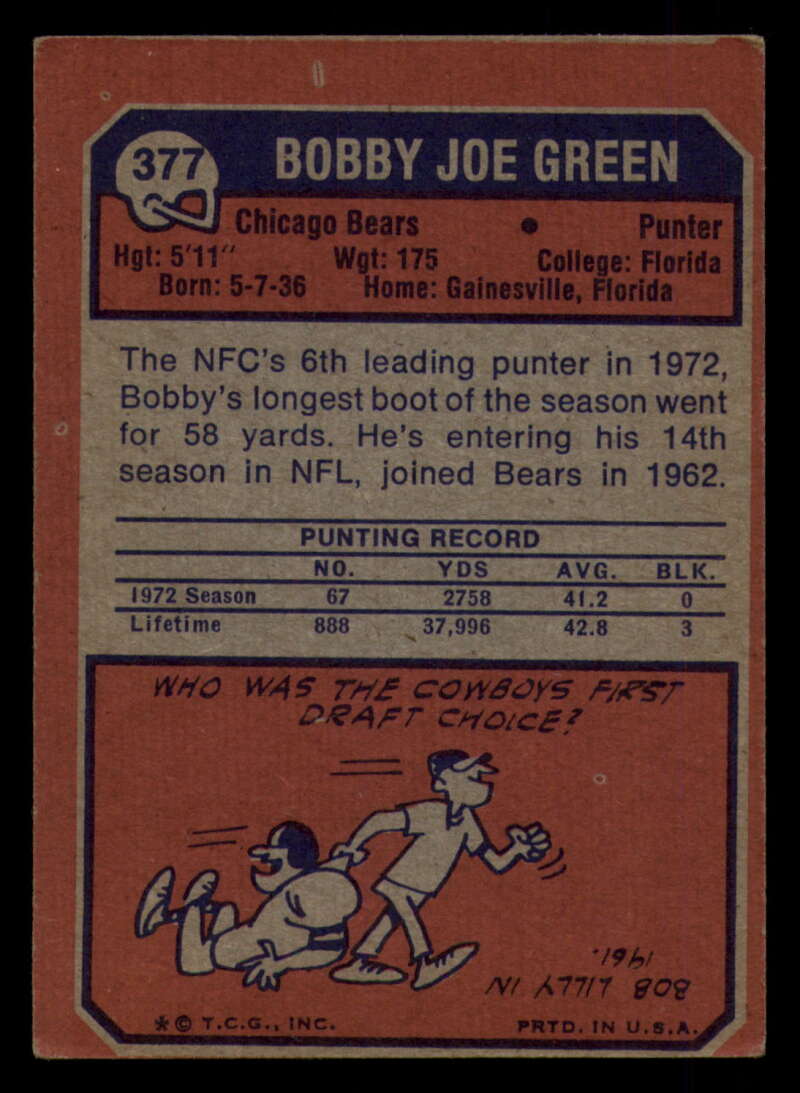 377
BOBBY JOE GREEN
Chicago Bears • Punter
Hgt: 5'11" Wgt: 175 College: Florida
Born: 5-7-36 Home: Gainesville, Florida
The NFC's 6th leading punter in 1972,
Bobby's longest boot of the season went
for 58 yards. He's entering his 14th
season in NFL, joined Bears in 1962.
PUNTING RECORD
NO. YDS AVG. BLK.
1972 Season 67 2758 41.2 0
Lifetime 888 37,996 42.8 3
WHO WAS THE COWBOYS FIRST
DRAFT CHOICE?
BOB LILLY IN
1961.
* © T.C.G., INC. PRTD. IN U.S.A.